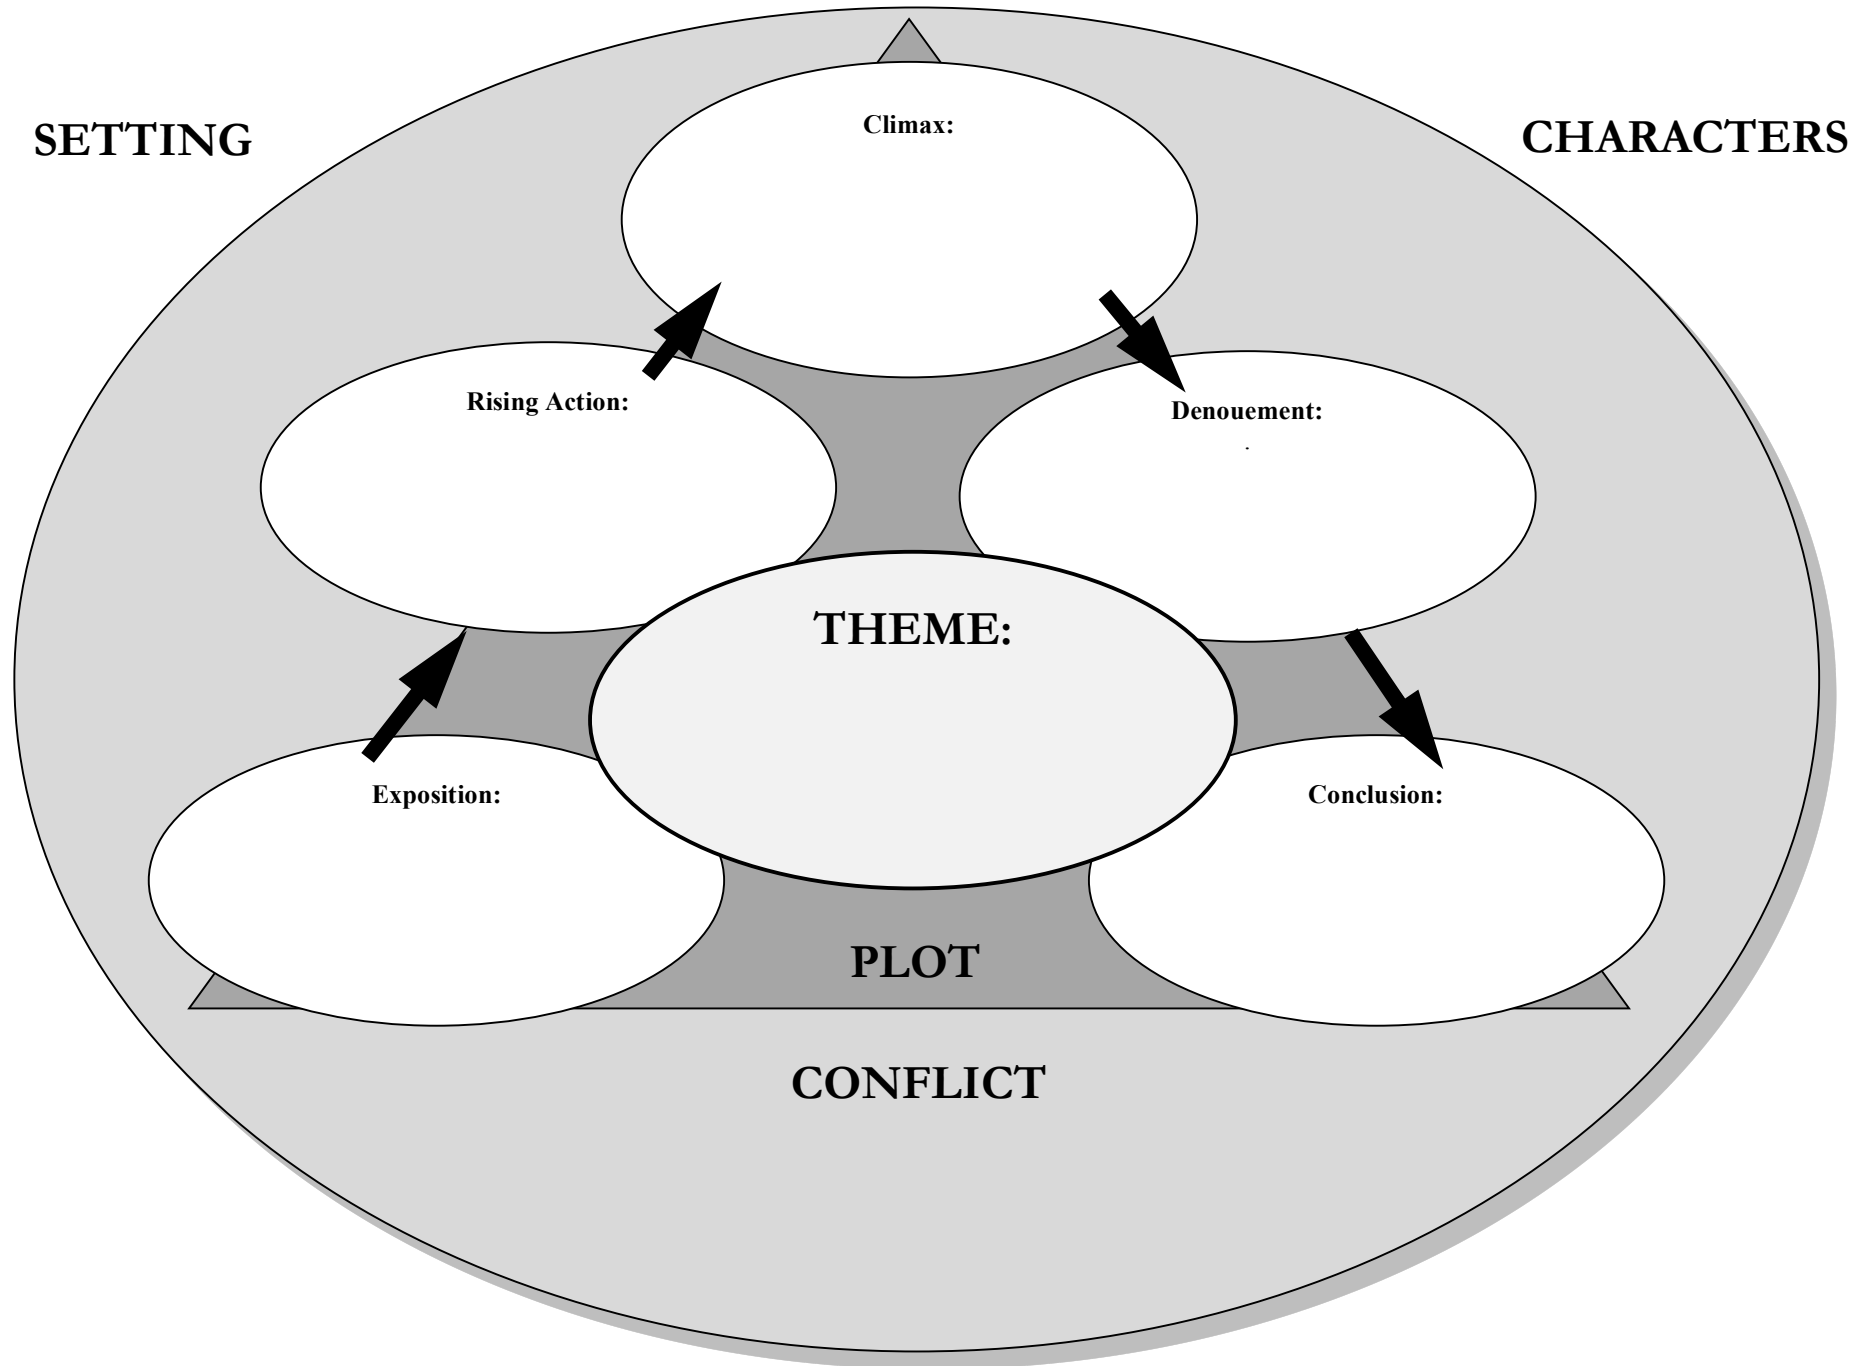 SETTING
CHARACTERS
Climax:
Rising Action:
Denouement:
.
THEME:
Exposition:
Conclusion:
PLOT
CONFLICT